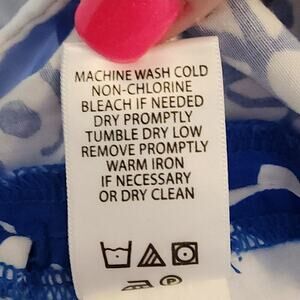 MACHINE WASH COLD
NON-CHLORINE
BLEACH IF NEEDED
DRY PROMPTLY
TUMBLE DRY LOW
REMOVE PROMPTLY
WARM IRON
IF NECESSARY
OR DRY CLEAN
P